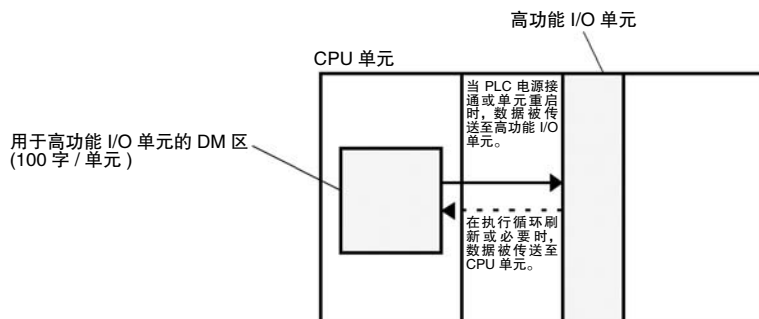 高功能 I/O 单元
CPU 单元
当 PLC 电源接
通或单元重启
时，数据被传
送至高功能 I/O
单元。
用于高功能 I/O 单元的 DM 区
(100 字 / 单元 )
在执行循环刷
新或必要时，
数据被传送至
CPU 单元。